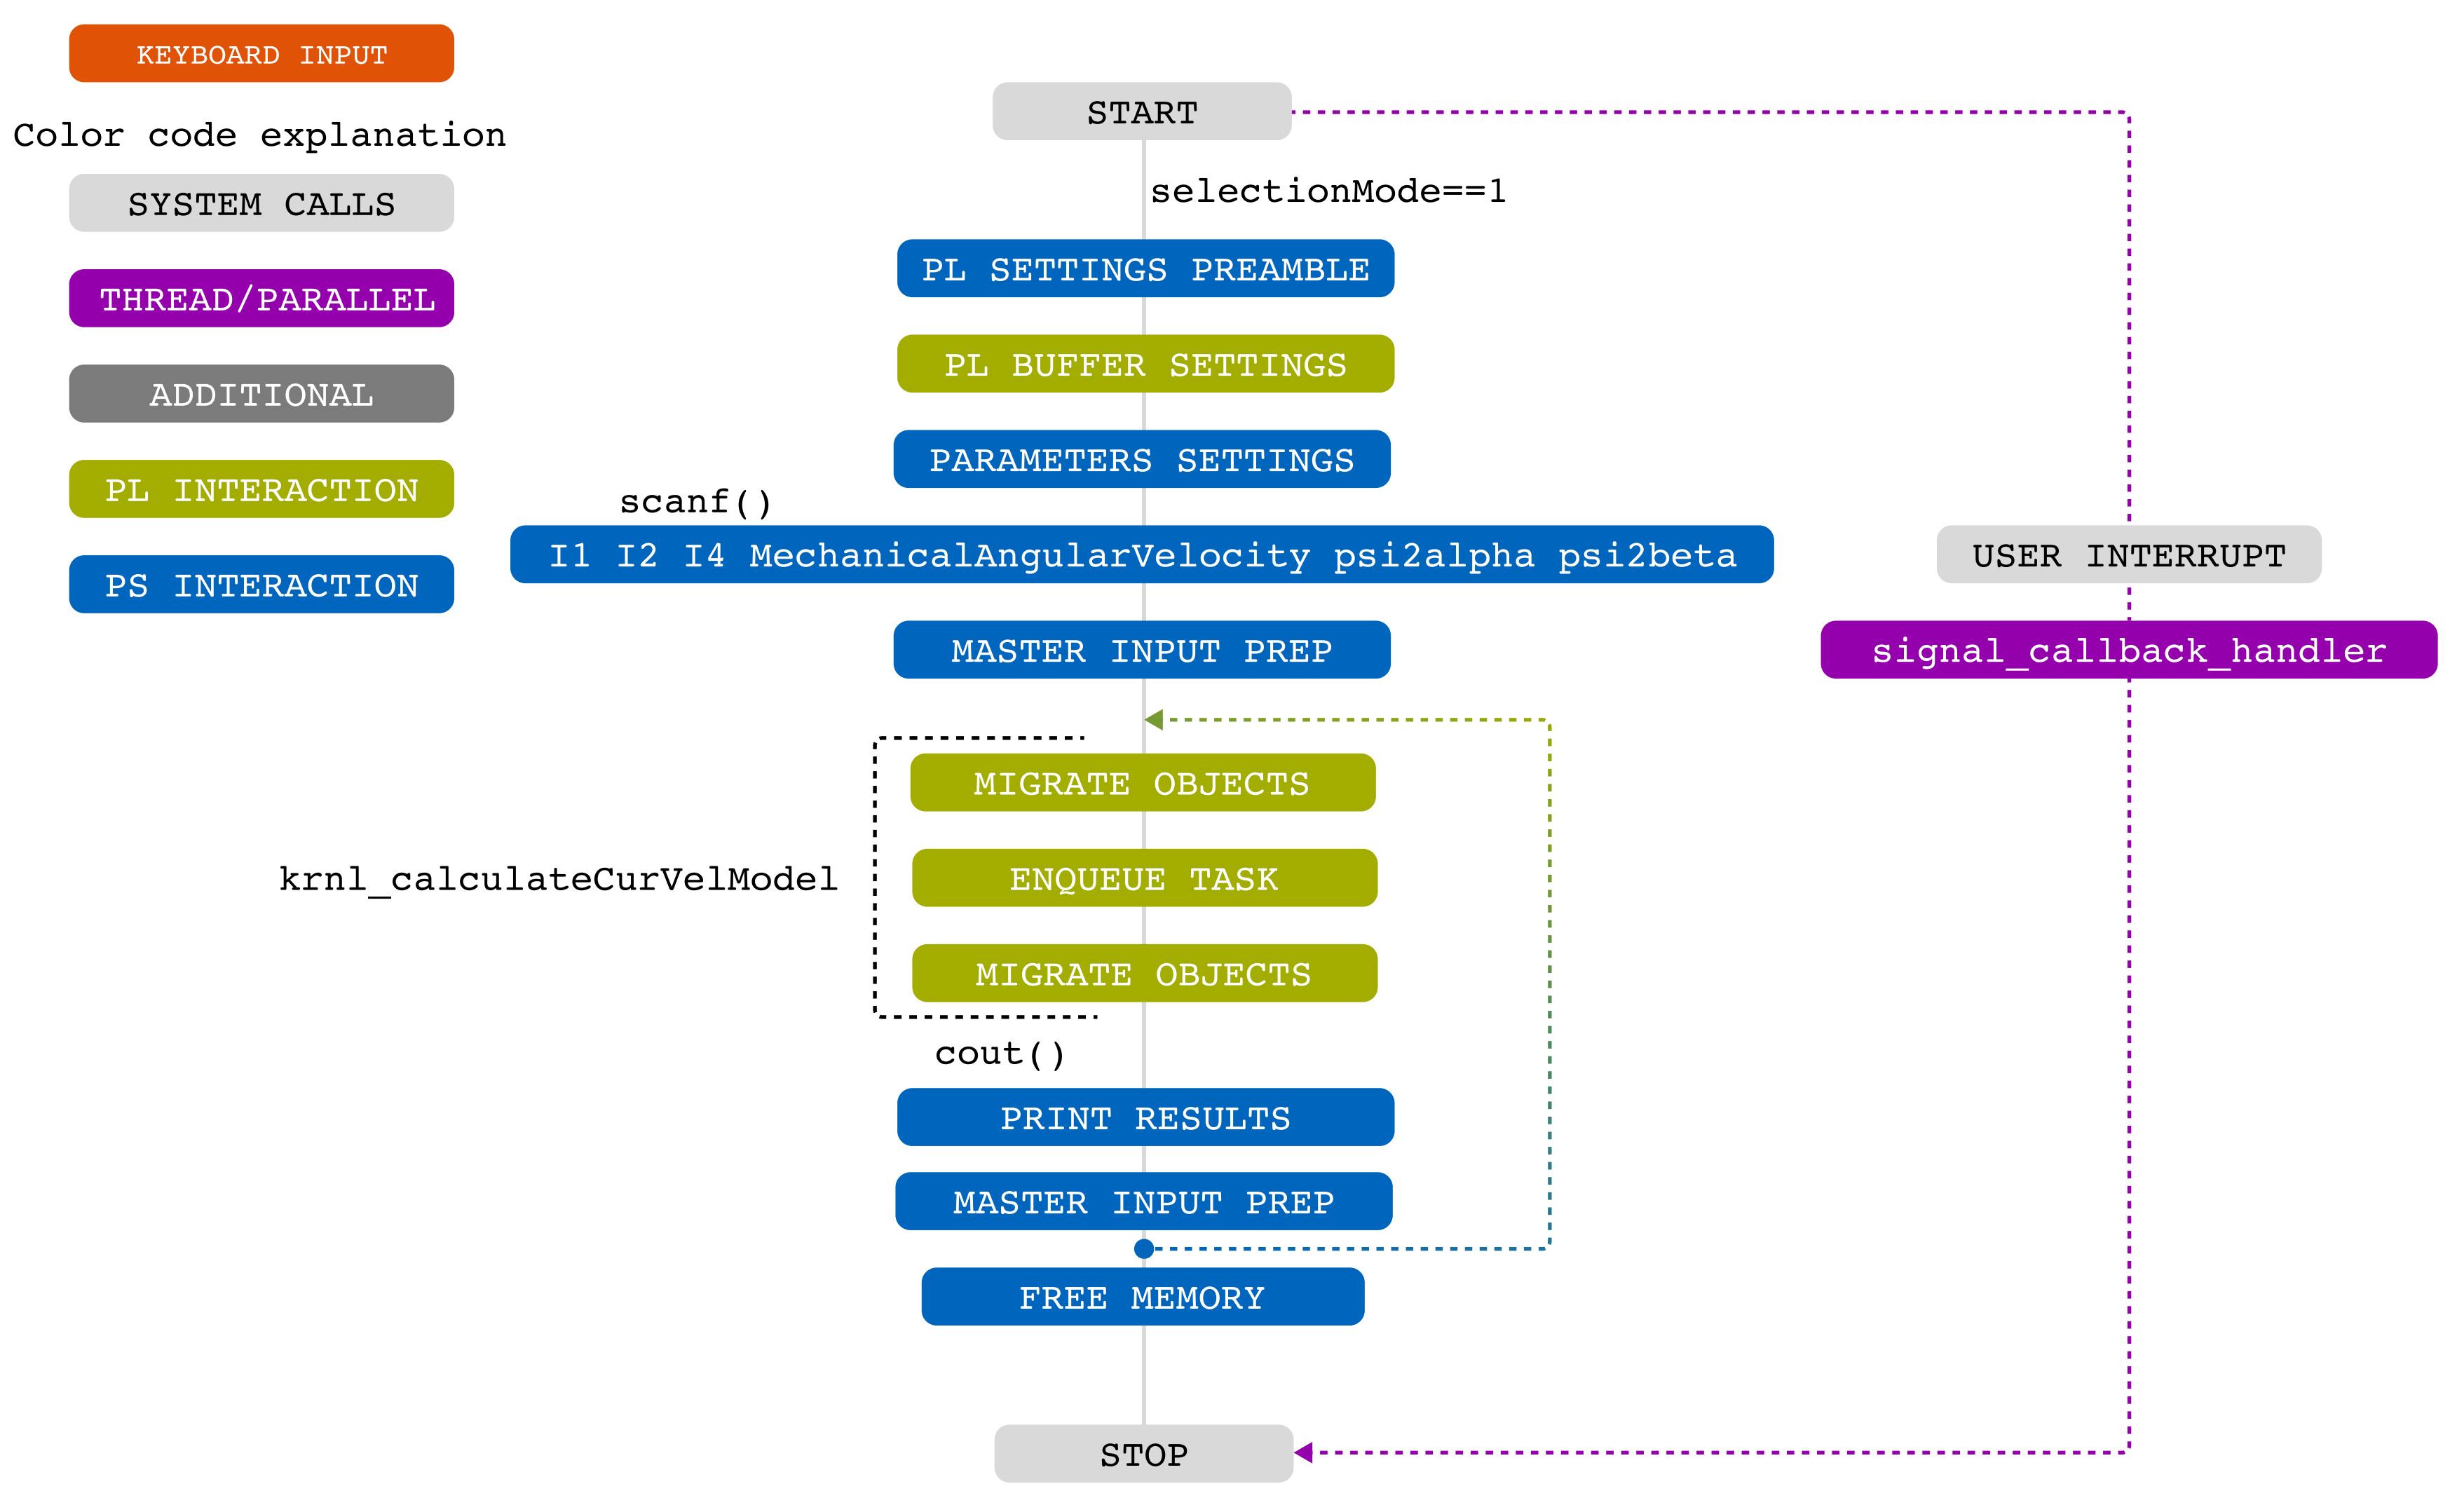 KEYBOARD INPUT
Color code explanation
SYSTEM CALLS
THREAD/PARALLEL
ADDITIONAL
PL INTERACTION
PS INTERACTION
START
selectionMode==1
PL SETTINGS PREAMBLE
PL BUFFER SETTINGS
PARAMETERS SETTINGS
scanf()
I1 I2 I4 MechanicalAngularVelocity psi2alpha psi2beta
MASTER INPUT PREP
MIGRATE OBJECTS
krnl_calculateCurVelModel
ENQUEUE TASK
MIGRATE OBJECTS
cout()
PRINT RESULTS
MASTER INPUT PREP
FREE MEMORY
STOP
USER INTERRUPT
signal_callback_handler